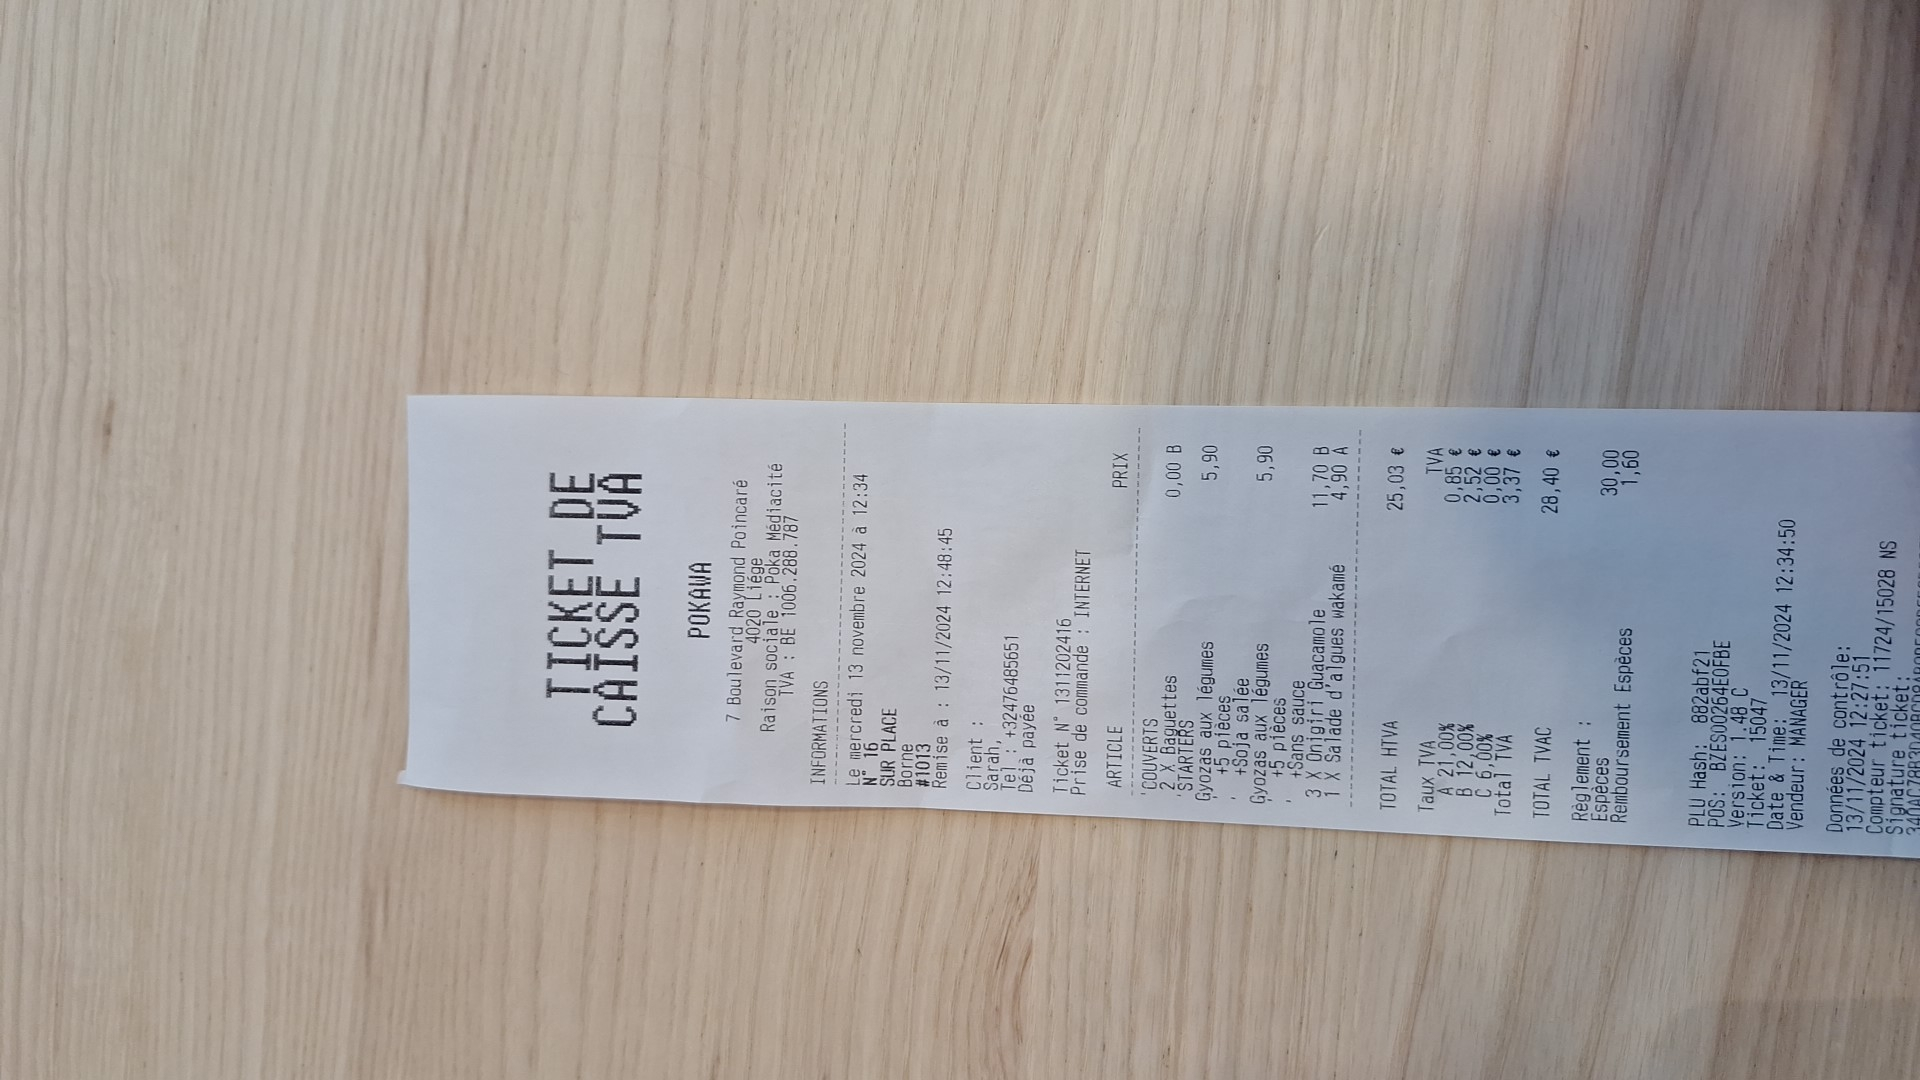 TICKET DE
CAISSE TVA
POKAWA
7 Boulevard Raymond Poincaré
4020 Liége
Raison sociale : Poka Médiacité
TVA : BE 1006.288.787
INFORMATIONS
Le mercredi 13 novembre 2024 à 12:34
N° 16
SUR PLACE
Borne
#1013
Remise à : 13/11/2024 12:48:45
Client :
Sarah,
Tel : +32476485651
Déjà payée
Ticket N° 1311202416
Prise de commande : INTERNET
ARTICLE PRIX
'COUVERTS
2 X Baguettes 0,00 B
'STARTERS
Gyozas aux légumes 5,90
, +5 pièces
' +Soja salée
Gyozas aux légumes 5,90
, +5 pièces
' +Sans sauce
3 X Onigiri Guacamole 11,70 B
1 X Salade d'algues wakamé 4,90 A
TOTAL HTVA 25,03 €
Taux TVA TVA
A 21,00% 0,85 €
B 12,00% 2,52 €
C 6,00% 0,00 €
Total TVA 3,37 €
TOTAL TVAC 28,40 €
Règlement :
Espèces 30,00
Remboursement Espèces 1,60
PLU Hash: 882abf21
POS: BZES00264E0FBE
Version: 1.48 C
Ticket: 15047
Date & Time: 13/11/2024 12:34:50
Vendeur: MANAGER
Données de contrôle:
13/11/2024 12:27:51
Compteur ticket: 11724/15028 NS
Signature ticket: